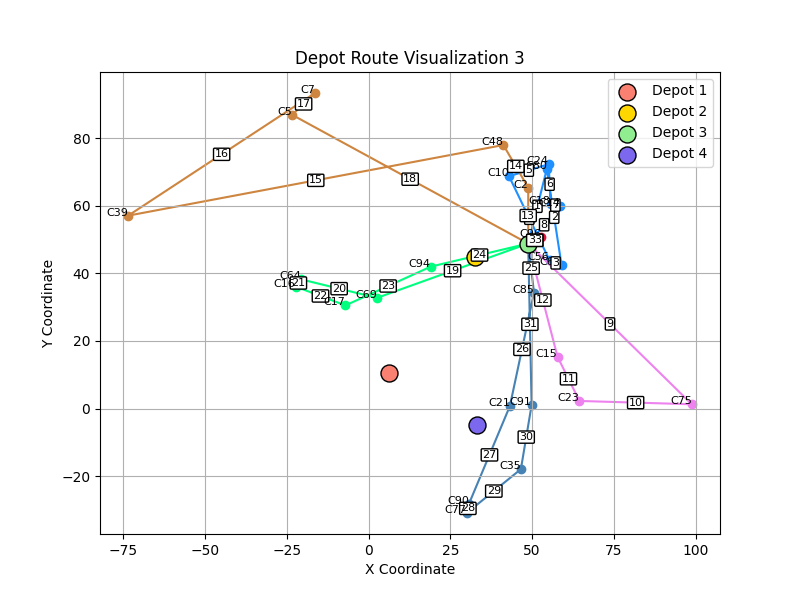 Depot Route Visualization 3
Depot 1
Depot 2
Depot 3
Depot 4
Y Coordinate
80
60
40
20
0
−20
−75
−50
−25
0
25
50
75
100
X Coordinate
C7
17
C5
C48
16
15
18
14
5
C24
C10
C2
6
C39
13
2
8
33
C94
24
19
25
3
C64
21
C16
20
23
22
C17
C69
C85
12
31
9
26
C15
11
C23
10
C75
C21
C91
30
27
C35
29
C90
28